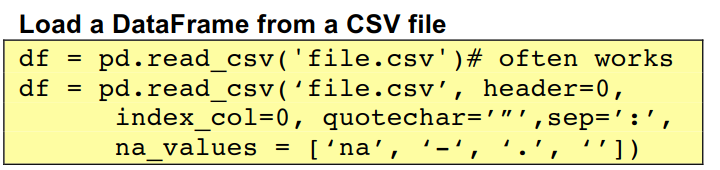 Load a DataFrame from a CSV file
df = pd.read_csv('file.csv')# often works
df = pd.read_csv(‘file.csv’, header=0,
index_col=0, quotechar=’”’,sep=’:’,
na_values = [‘na’, ‘-‘, ‘.’, ‘’])